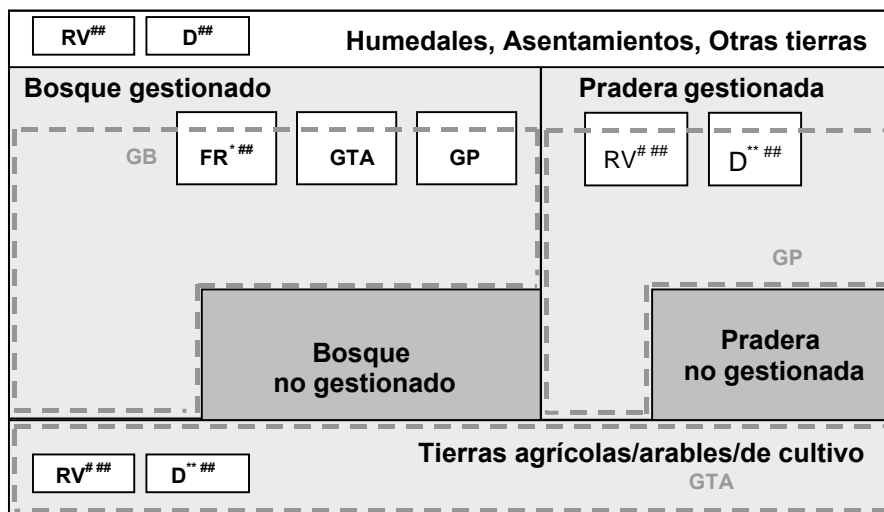 RV## D## Humedales, Asentamientos, Otras tierras
Bosque gestionado
GB FR* ## GTA GP
Bosque
no gestionado
Pradera gestionada
RV# ## D** ##
GP
Pradera
no gestionada
Tierras agrícolas/arables/de cultivo
RV# ## D** ##
GTA